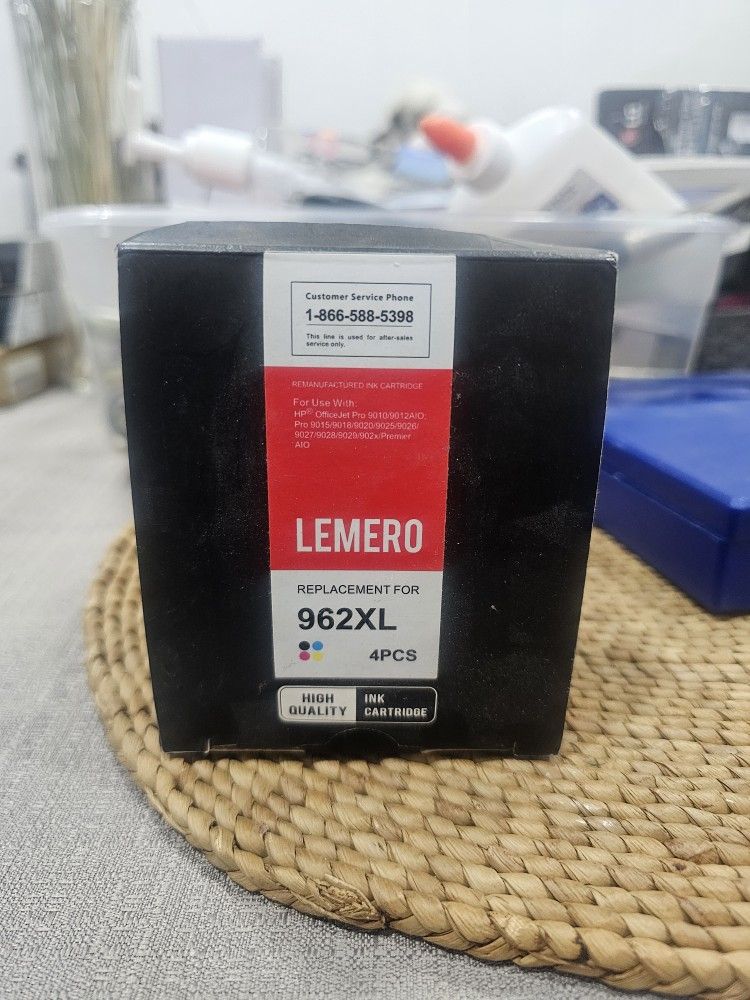 Customer Service Phone
1-866-588-5398
This line is used for after-sales
service only.
REMANUFACTURED INK CARTRIDGE
For Use With:
HP® OfficeJet Pro 9010/9012AIO:
Pro 9015/9018/9020/9025/9026/
9027/9028/9029/902x/Premier
AIO
LEMERO
REPLACEMENT FOR
962XL
4PCS
HIGH QUALITY
INK CARTRIDGE